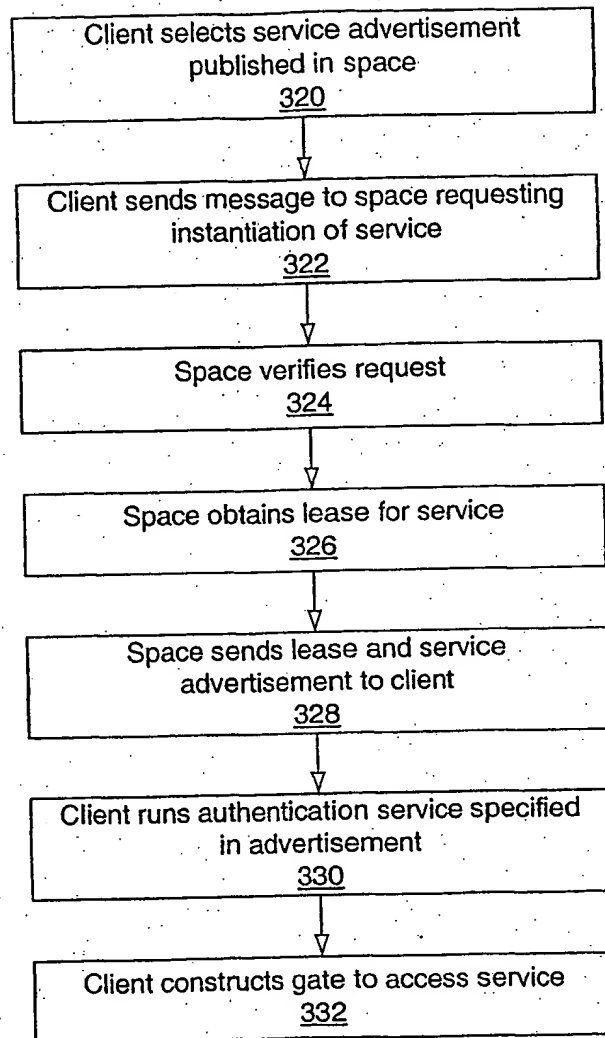 Client selects service advertisement
published in space
320
Client sends message to space requesting
instantiation of service
322
Space verifies request
324
Space obtains lease for service
326
Space sends lease and service
advertisement to client
328
Client runs authentication service specified
in advertisement
330
Client constructs gate to access service
332